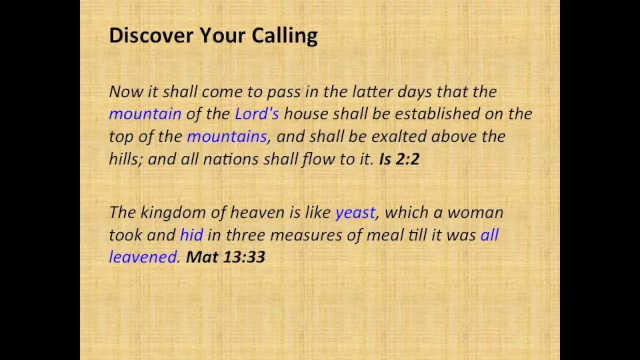 Discover Your Calling
Now it shall come to pass in the latter days that the
mountain of the Lord's house shall be established on the
top of the mountains, and shall be exalted above the
hills; and all nations shall flow to it. Is 2:2
The kingdom of heaven is like yeast, which a woman
took and hid in three measures of meal till it was all
leavened. Mat 13:33